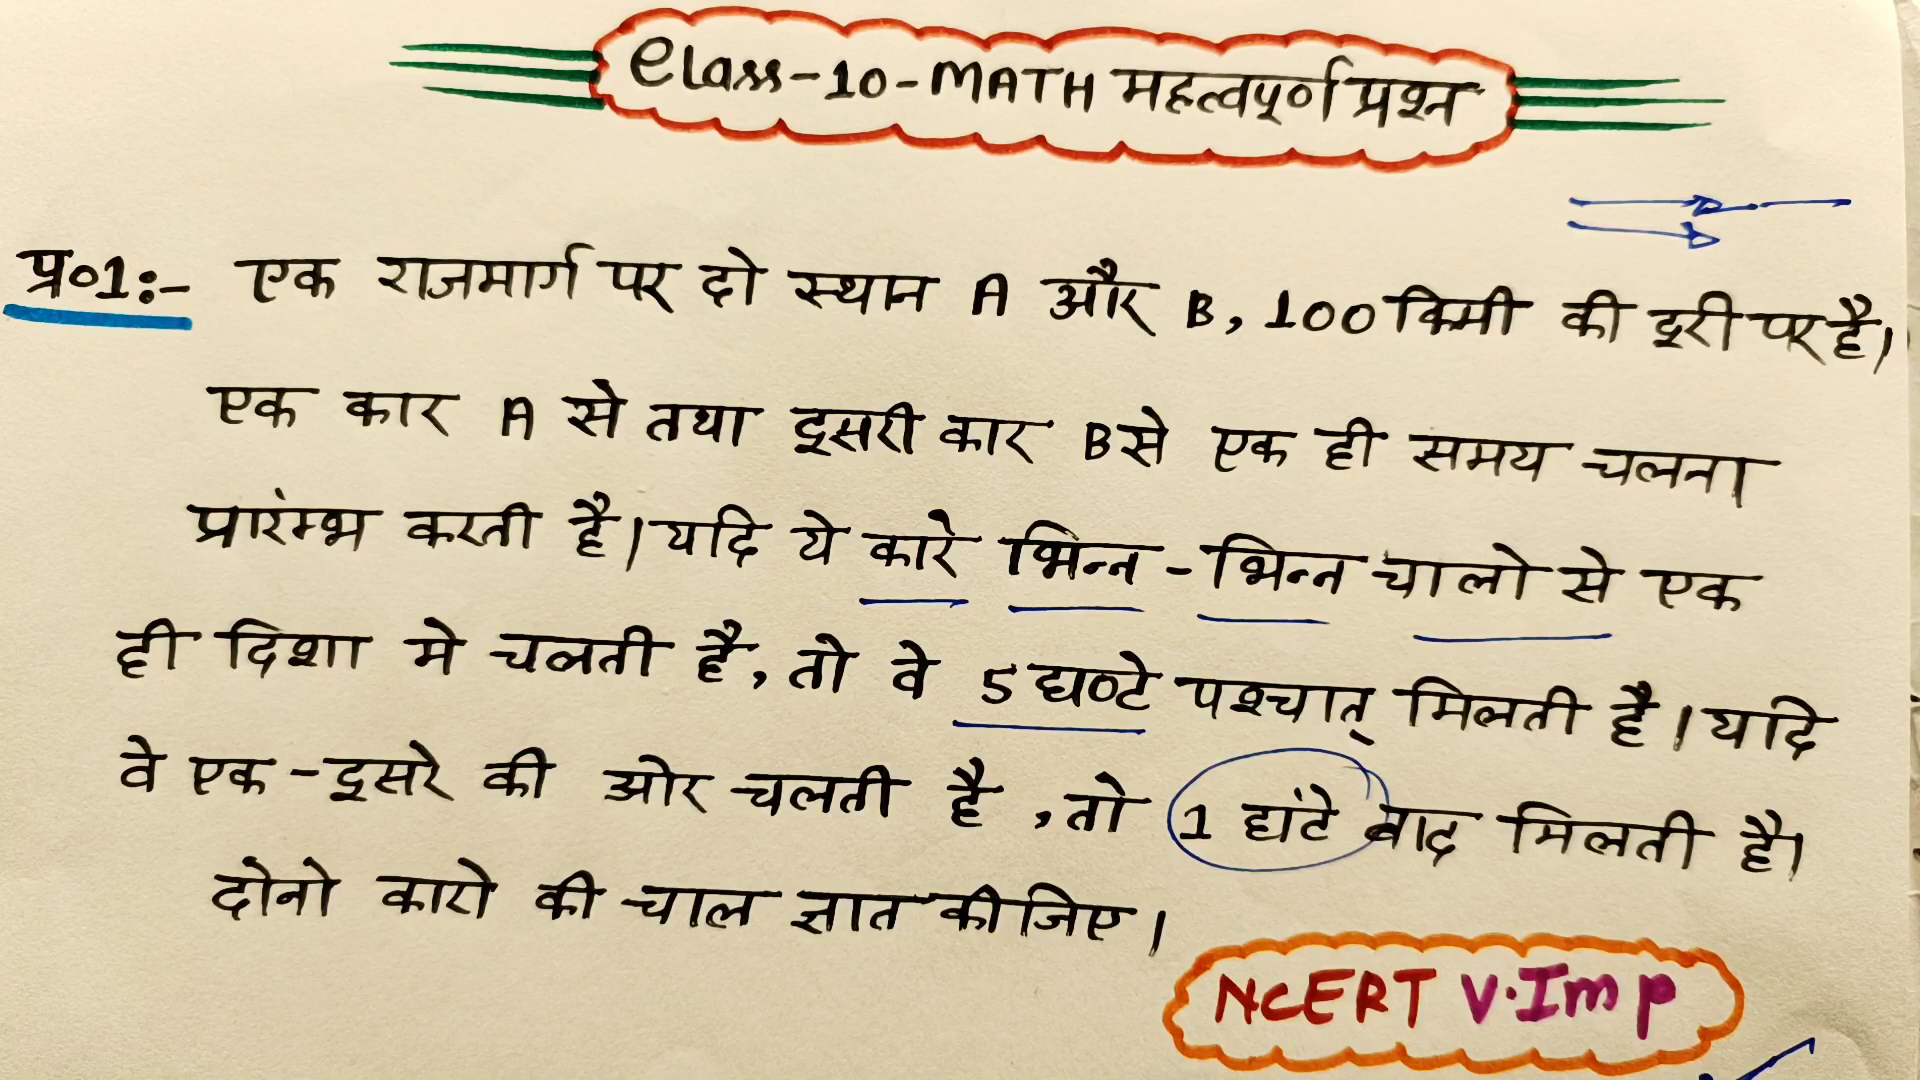 Class-10-MATH महत्वपूर्ण प्रश्न
प्र०1:- एक राजमार्ग पर दो स्थान A और B, 100 किमी की दूरी पर है।
एक कार A से तथा दूसरी कार B से एक ही समय चलना
प्रारंम्भ करती है। यदि ये कारे भिन्न-भिन्न चालो से एक
ही दिशा मे चलती है, तो वे 5 घण्टे पश्चात् मिलती है। यदि
वे एक-दूसरे की ओर चलती है, तो 1 घंटे बाद मिलती है।
दोनो कारो की चाल ज्ञात कीजिए।
NCERT V.Imp